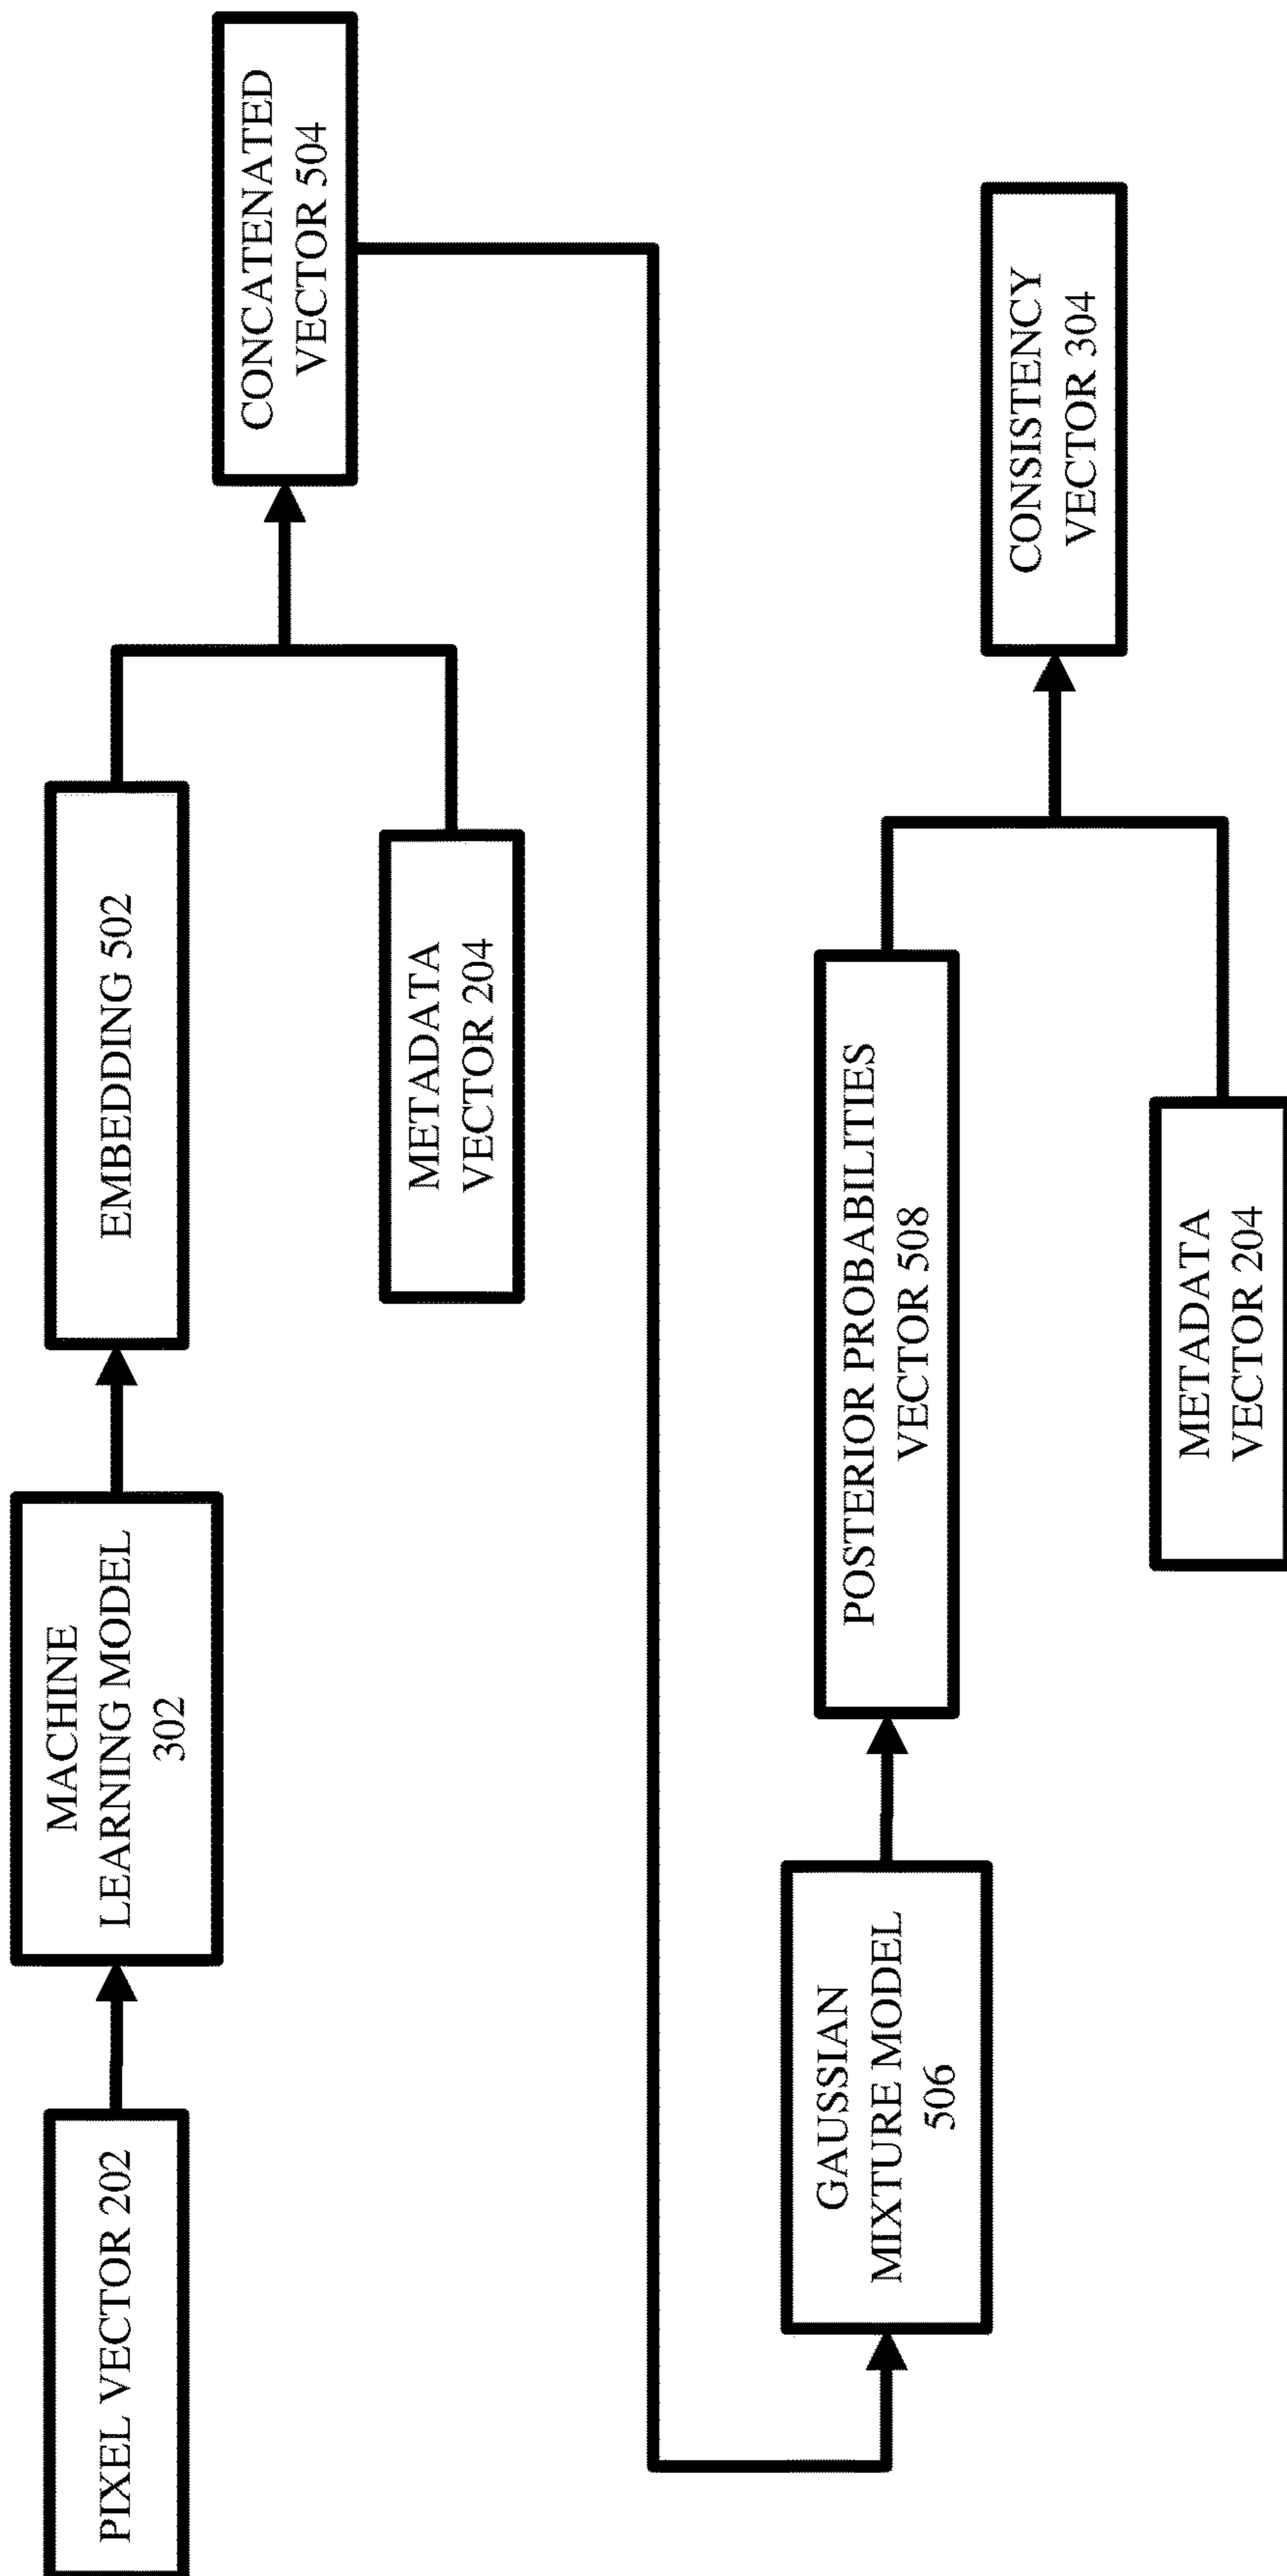 PIXEL VECTOR 202
MACHINE
LEARNING MODEL
302
EMBEDDING 502
METADATA
VECTOR 204
CONCATENATED
VECTOR 504
GAUSSIAN
MIXTURE MODEL
506
POSTERIOR PROBABILITIES
VECTOR 508
METADATA
VECTOR 204
CONSISTENCY
VECTOR 304